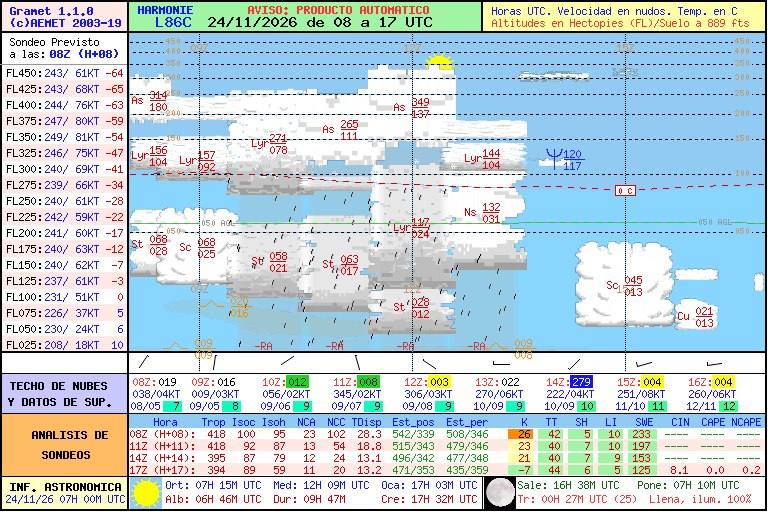 Gramet 1.1.0
(c)AEMET 2003-19
HARMONIE
L86C
AVISO: PRODUCTO AUTOMATICO
24/11/2026 de 08 a 17 UTC
Horas UTC. Velocidad en nudos. Temp. en C
Altitudes en Hectopies (FL)/Suelo a 889 fts
Sondeo Previsto
a las: 08Z (H+08)
FL450: 243/ 61KT -64
FL425: 243/ 68KT -65
FL400: 244/ 76KT -63
FL375: 247/ 80KT -59
FL350: 249/ 81KT -54
FL325: 246/ 75KT -47
FL300: 240/ 69KT -41
FL275: 239/ 66KT -34
FL250: 240/ 61KT -28
FL225: 242/ 59KT -22
FL200: 241/ 60KT -17
FL175: 240/ 63KT -12
FL150: 240/ 62KT -7
FL125: 237/ 61KT -3
FL100: 231/ 51KT 0
FL075: 226/ 37KT 5
FL050: 230/ 24KT 6
FL025: 208/ 18KT 10
As 314 180
As 349 137
As 265 111
Lyr 271 078
Lyr 156 104
Lyr 157 092
Lyr 144 104
120 117
0 C
Ns 132 031
050 AGL
050 AGL
Lyr 117 024
St 068 028
Sc 068 025
St 058 021
St 063 017
St 028 012
Sc 045 013
Cu 021 013
-RA
-RA
-RA
-RA
009 009
009 008
TECHO DE NUBES
Y DATOS DE SUP.
08Z: 019 09Z: 016 10Z: 012 11Z: 008 12Z: 003 13Z: 022 14Z: 279 15Z: 004 16Z: 004
038/04KT 009/03KT 056/02KT 345/02KT 306/03KT 270/06KT 222/04KT 251/08KT 260/06KT
08/05 7 09/05 8 09/06 9 09/07 9 09/08 9 10/09 9 10/09 10 11/10 11 12/11 12
ANALISIS DE
SONDEOS
Hora Trop Isoc Isoh NCA NCC TDisp Est_pos Est_per K TT SH LI SWE CIN CAPE NCAPE
08Z (H+08): 418 100 95 23 102 28.3 542/339 508/346 26 42 5 10 233 ---- ---- ----
11Z (H+11): 418 92 87 13 54 18.8 515/343 479/346 23 40 7 10 197 ---- ---- ----
14Z (H+14): 395 87 79 12 24 13.1 496/343 457/348 21 40 7 9 153 ---- ---- ----
17Z (H+17): 394 89 59 11 20 13.2 471/353 435/359 -7 44 6 5 125 8.1 0.0 0.2
INF. ASTRONOMICA
24/11/26 07H 00M UTC
Ort: 07H 15M UTC Med: 12H 09M UTC Oca: 17H 03M UTC
Alb: 06H 46M UTC Dur: 09H 47M Cre: 17H 32M UTC
Sale: 16H 38M UTC Pone: 07H 10M UTC
Tr: 00H 27M UTC (25) Llena, ilum. 100%